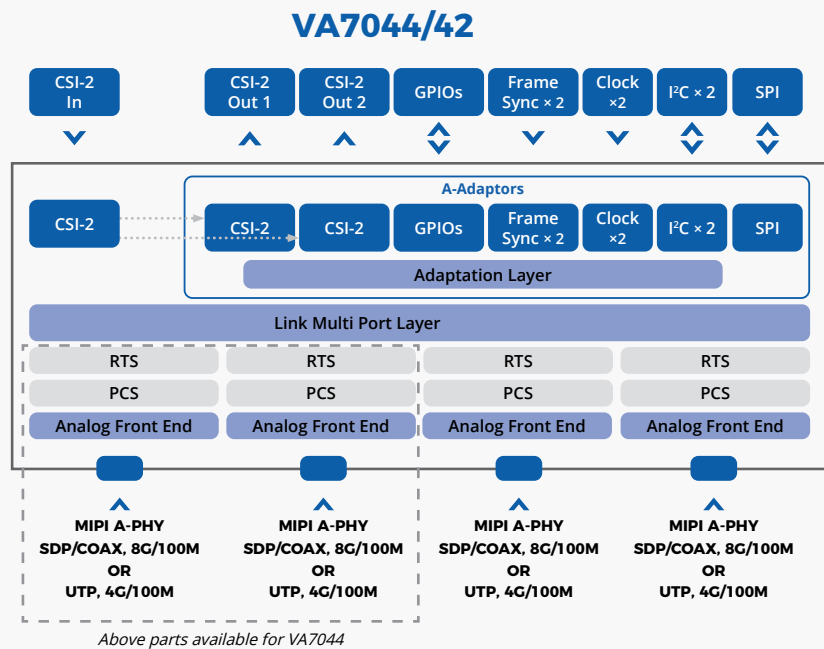 VA7044/42
CSI-2 In
CSI-2 Out 1
CSI-2 Out 2
GPIOs
Frame Sync × 2
Clock ×2
I²C × 2
SPI
A-Adaptors
CSI-2
CSI-2
CSI-2
GPIOs
Frame Sync × 2
Clock ×2
I²C × 2
SPI
Adaptation Layer
Link Multi Port Layer
RTS
RTS
RTS
RTS
PCS
PCS
PCS
PCS
Analog Front End
Analog Front End
Analog Front End
Analog Front End
MIPI A-PHY
SDP/COAX, 8G/100M
OR
UTP, 4G/100M
MIPI A-PHY
SDP/COAX, 8G/100M
OR
UTP, 4G/100M
MIPI A-PHY
SDP/COAX, 8G/100M
OR
UTP, 4G/100M
MIPI A-PHY
SDP/COAX, 8G/100M
OR
UTP, 4G/100M
Above parts available for VA7044